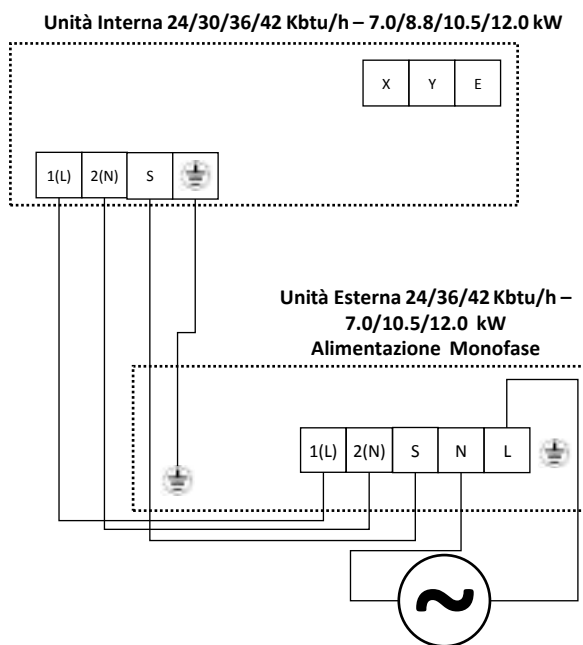 Unità Interna 24/30/36/42 Kbtu/h – 7.0/8.8/10.5/12.0 kW
X Y E
1(L) 2(N) S
Unità Esterna 24/36/42 Kbtu/h –
7.0/10.5/12.0 kW
Alimentazione Monofase
1(L) 2(N) S N L